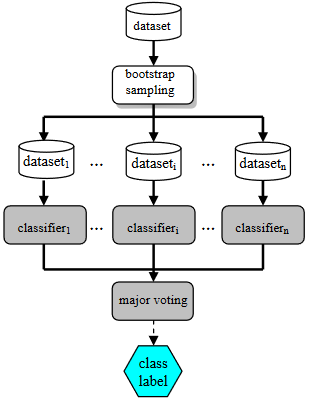 dataset
bootstrap
sampling
dataset₁ ... datasetᵢ ... datasetₙ
classifier₁ ... classifierᵢ ... classifierₙ
major voting
class
label